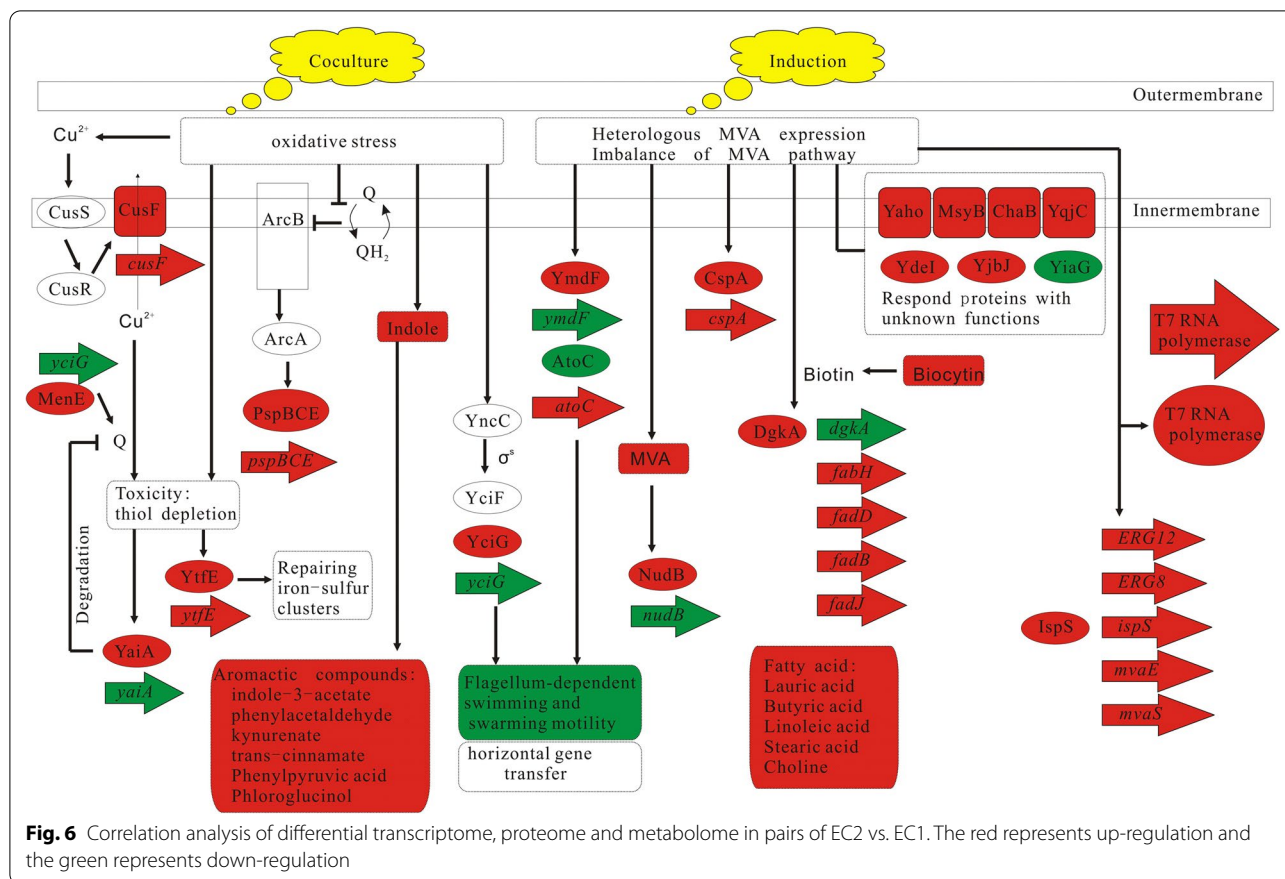 Coculture
Induction
Outermembrane
Cu²⁺
oxidative stress
Heterologous MVA expression
Imbalance of MVA pathway
CusS
CusF
ArcB
Q
QH₂
Yaho
MsyB
ChaB
YqjC
Innermembrane
cusF
CusR
YmdF
CspA
YdeI
YjbJ
YiaG
Respond proteins with
unknown functions
Cu²⁺
ArcA
Indole
ymdF
cspA
T7 RNA
polymerase
yciG
AtoC
MenE
Q
PspBCE
YncC
atoC
Biotin
Biocytin
T7 RNA
polymerase
DgkA
dgkA
pspBCE
σˢ
MVA
fabH
Toxicity:
thiol depletion
YciF
fadD
Degradation
YciG
ERG12
YtfE
Repairing
iron-sulfur
clusters
NudB
fadB
yciG
ERG8
ytfE
nudB
fadJ
IspS
ispS
YaiA
yaiA
Aromactic compounds:
indole-3-acetate
phenylacetaldehyde
kynurenate
trans-cinnamate
Phenylpyruvic acid
Phloroglucinol
Flagellum-dependent
swimming and
swarming motility
horizontal gene
transfer
Fatty acid:
Lauric acid
Butyric acid
Linoleic acid
Stearic acid
Choline
mvaE
mvaS
Fig. 6 Correlation analysis of differential transcriptome, proteome and metabolome in pairs of EC2 vs. EC1. The red represents up-regulation and
the green represents down-regulation